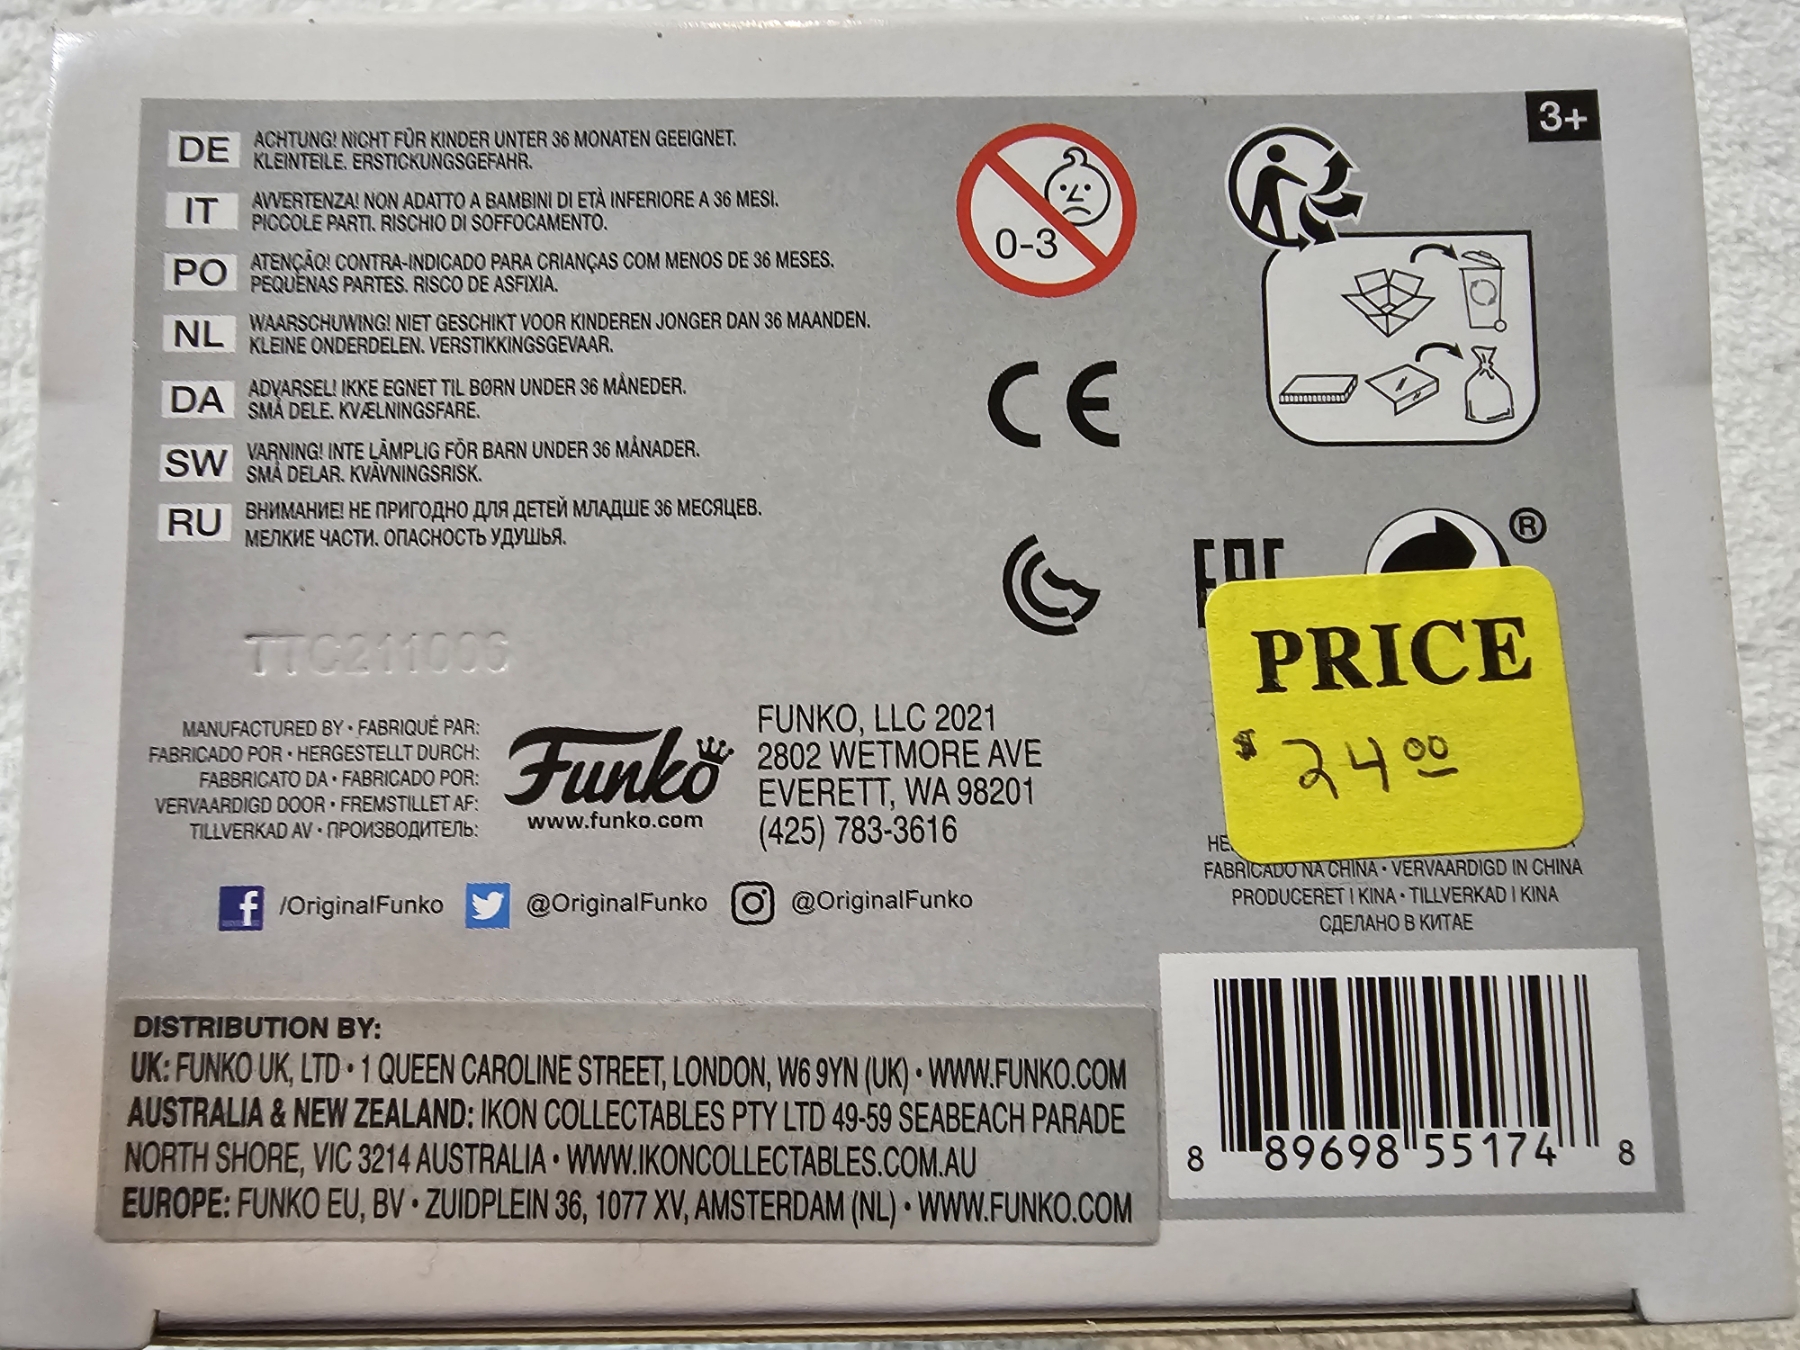 3+
DE
ACHTUNG! NICHT FÜR KINDER UNTER 36 MONATEN GEEIGNET.
KLEINTEILE. ERSTICKUNGSGEFAHR.
IT
AVVERTENZA! NON ADATTO A BAMBINI DI ETÀ INFERIORE A 36 MESI.
PICCOLE PARTI. RISCHIO DI SOFFOCAMENTO.
PO
ATENÇÃO! CONTRA-INDICADO PARA CRIANÇAS COM MENOS DE 36 MESES.
PEQUENAS PARTES. RISCO DE ASFIXIA.
NL
WAARSCHUWING! NIET GESCHIKT VOOR KINDEREN JONGER DAN 36 MAANDEN.
KLEINE ONDERDELEN. VERSTIKKINGSGEVAAR.
DA
ADVARSEL! IKKE EGNET TIL BØRN UNDER 36 MÅNEDER.
SMÅ DELE. KVÆLNINGSFARE.
SW
VARNING! INTE LÄMPLIG FÖR BARN UNDER 36 MÅNADER.
SMÅ DELAR. KVÄVNINGSRISK.
RU
ВНИМАНИЕ! НЕ ПРИГОДНО ДЛЯ ДЕТЕЙ МЛАДШЕ 36 МЕСЯЦЕВ.
МЕЛКИЕ ЧАСТИ. ОПАСНОСТЬ УДУШЬЯ.
0-3
CE
EAC
®
PRICE
$ 24 00
TTC211006
MANUFACTURED BY • FABRIQUÉ PAR:
FABRICADO POR • HERGESTELLT DURCH:
FABBRICATO DA • FABRICADO POR:
VERVAARDIGD DOOR • FREMSTILLET AF:
TILLVERKAD AV • ПРОИЗВОДИТЕЛЬ:
Funko
www.funko.com
FUNKO, LLC 2021
2802 WETMORE AVE
EVERETT, WA 98201
(425) 783-3616
FABRICADO NA CHINA • VERVAARDIGD IN CHINA
PRODUCERET I KINA • TILLVERKAD I KINA
СДЕЛАНО В КИТАЕ
f /OriginalFunko @OriginalFunko @OriginalFunko
DISTRIBUTION BY:
UK: FUNKO UK, LTD • 1 QUEEN CAROLINE STREET, LONDON, W6 9YN (UK) • WWW.FUNKO.COM
AUSTRALIA & NEW ZEALAND: IKON COLLECTABLES PTY LTD 49-59 SEABEACH PARADE
NORTH SHORE, VIC 3214 AUSTRALIA • WWW.IKONCOLLECTABLES.COM.AU
EUROPE: FUNKO EU, BV • ZUIDPLEIN 36, 1077 XV, AMSTERDAM (NL) • WWW.FUNKO.COM
8 89698 55174 8